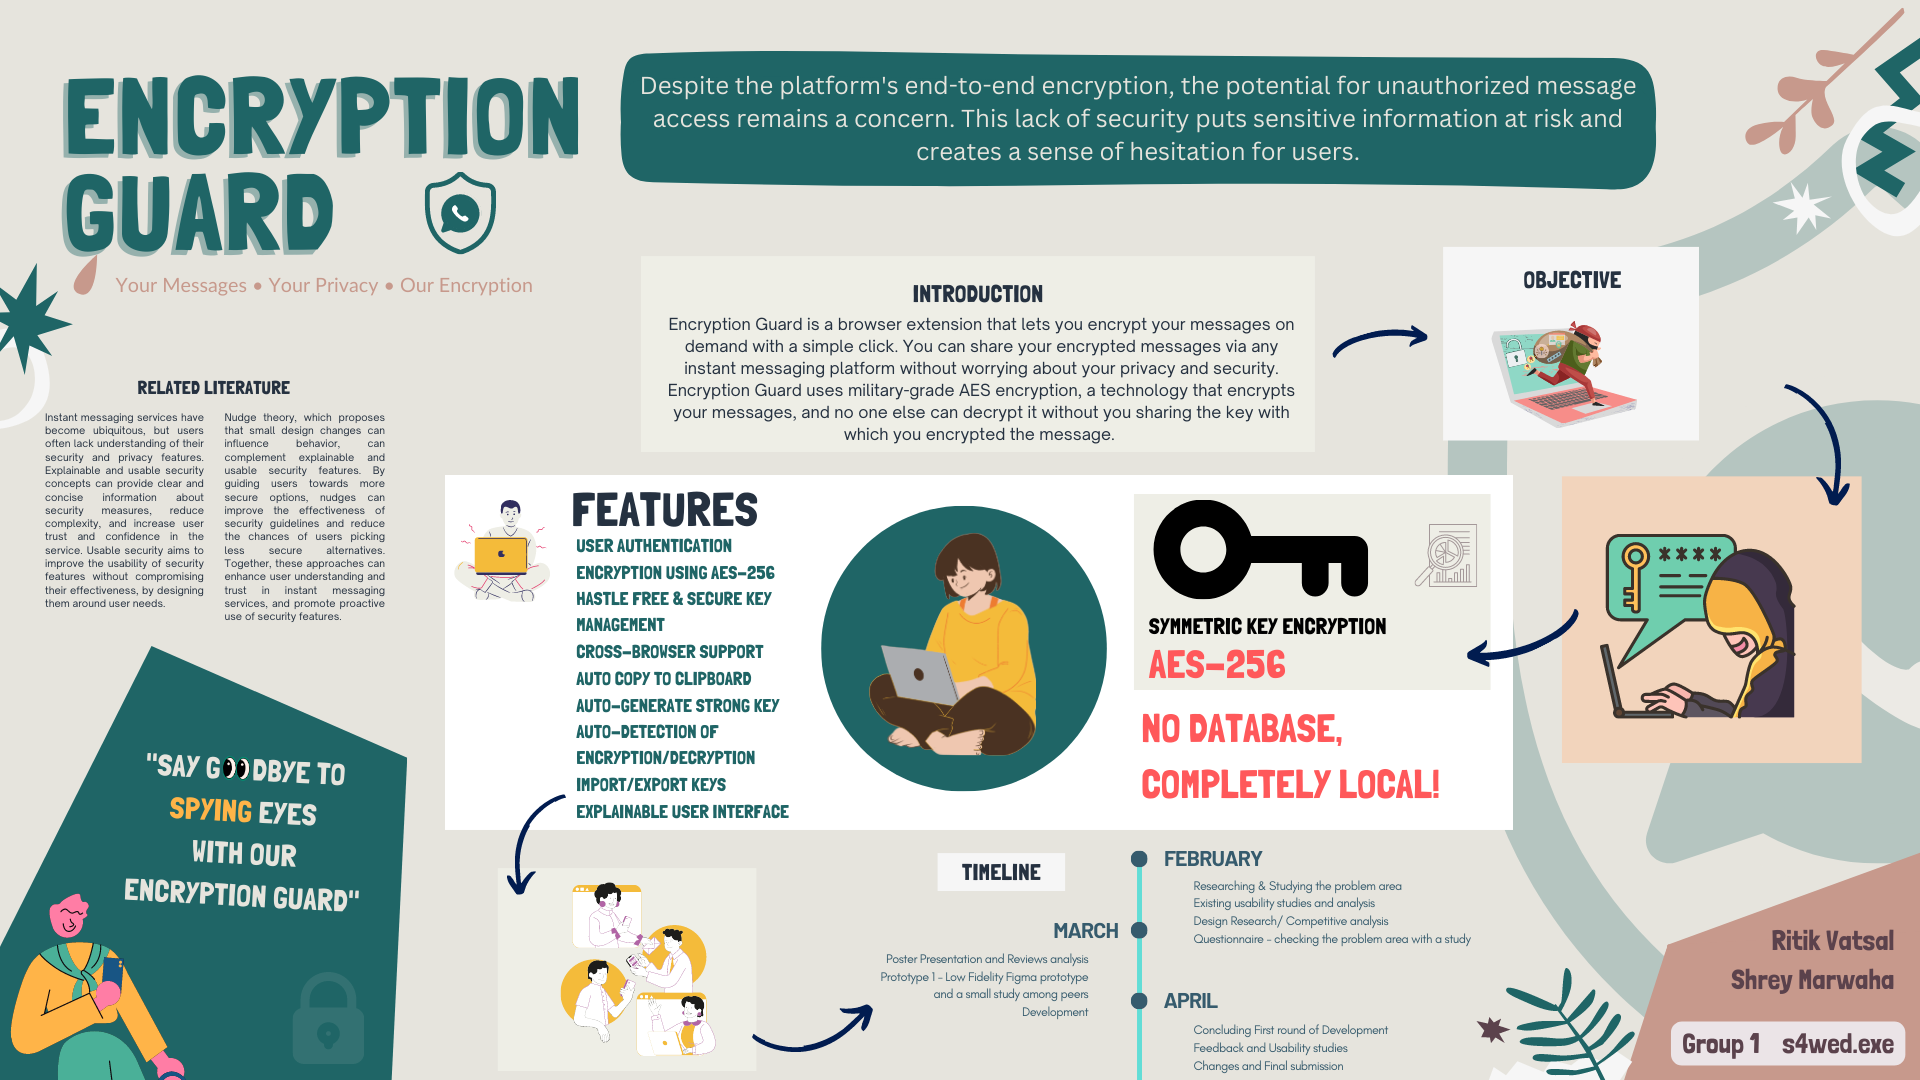 ENCRYPTION
GUARD
Your Messages • Your Privacy • Our Encryption
Despite the platform's end-to-end encryption, the potential for unauthorized message
access remains a concern. This lack of security puts sensitive information at risk and
creates a sense of hesitation for users.
INTRODUCTION
Encryption Guard is a browser extension that lets you encrypt your messages on
demand with a simple click. You can share your encrypted messages via any
instant messaging platform without worrying about your privacy and security.
Encryption Guard uses military-grade AES encryption, a technology that encrypts
your messages, and no one else can decrypt it without you sharing the key with
which you encrypted the message.
OBJECTIVE
RELATED LITERATURE
Instant messaging services have
become ubiquitous, but users
often lack understanding of their
security and privacy features.
Explainable and usable security
concepts can provide clear and
concise information about
security measures, reduce
complexity, and increase user
trust and confidence in the
service. Usable security aims to
improve the usability of security
features without compromising
their effectiveness, by designing
them around user needs.
Nudge theory, which proposes
that small design changes can
influence behavior, can
complement explainable and
usable security features. By
guiding users towards more
secure options, nudges can
improve the effectiveness of
security guidelines and reduce
the chances of users picking
less secure alternatives.
Together, these approaches can
enhance user understanding and
trust in instant messaging
services, and promote proactive
use of security features.
FEATURES
USER AUTHENTICATION
ENCRYPTION USING AES-256
HASTLE FREE & SECURE KEY
MANAGEMENT
CROSS-BROWSER SUPPORT
AUTO COPY TO CLIPBOARD
AUTO-GENERATE STRONG KEY
AUTO-DETECTION OF
ENCRYPTION/DECRYPTION
IMPORT/EXPORT KEYS
EXPLAINABLE USER INTERFACE
SYMMETRIC KEY ENCRYPTION
AES-256
NO DATABASE,
COMPLETELY LOCAL!
****
"SAY G👀DBYE TO
SPYING EYES
WITH OUR
ENCRYPTION GUARD"
TIMELINE
FEBRUARY
Researching & Studying the problem area
Existing usability studies and analysis
Design Research/ Competitive analysis
Questionnaire - checking the problem area with a study
MARCH
Poster Presentation and Reviews analysis
Prototype 1 - Low Fidelity Figma prototype
and a small study among peers
Development
APRIL
Concluding First round of Development
Feedback and Usability studies
Changes and Final submission
Ritik Vatsal
Shrey Marwaha
Group 1 s4wed.exe